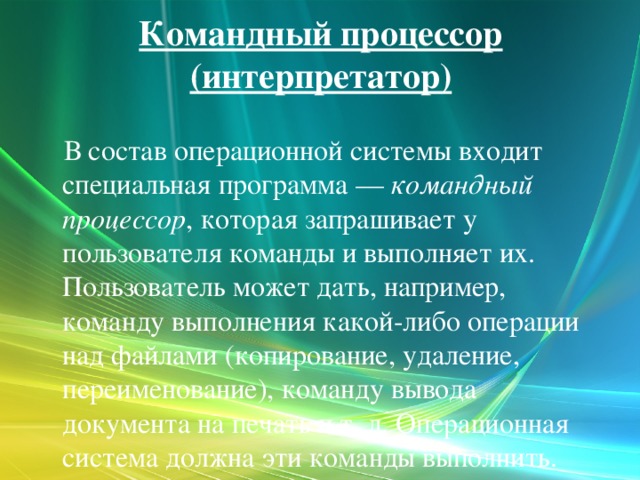 Командный процессор
(интерпретатор)
В состав операционной системы входит
специальная программа — командный
процессор, которая запрашивает у
пользователя команды и выполняет их.
Пользователь может дать, например,
команду выполнения какой-либо операции
над файлами (копирование, удаление,
переименование), команду вывода
документа на печать и т. д. Операционная
система должна эти команды выполнить.